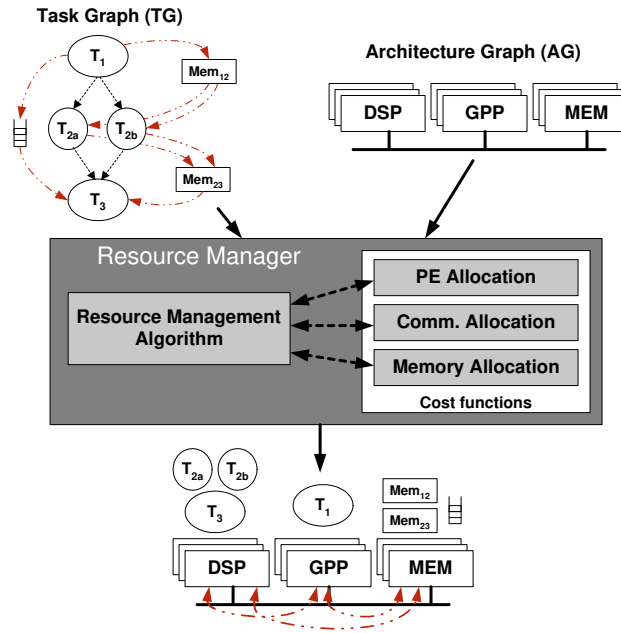 Task Graph (TG)
Architecture Graph (AG)
T1
Mem12
T2a
T2b
Mem23
T3
DSP
GPP
MEM
Resource Manager
Resource Management
Algorithm
PE Allocation
Comm. Allocation
Memory Allocation
Cost functions
T2a
T2b
T3
T1
Mem12
Mem23
DSP
GPP
MEM